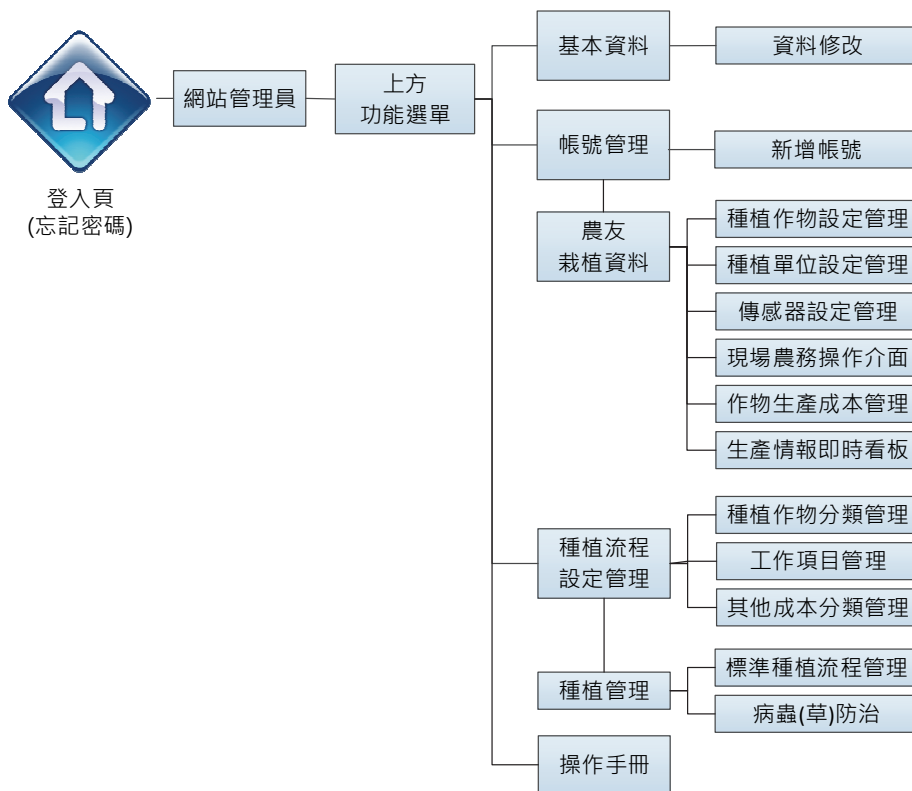 登入頁
(忘記密碼)
網站管理員
上方
功能選單
基本資料
資料修改
帳號管理
新增帳號
農友
栽植資料
種植作物設定管理
種植單位設定管理
傳感器設定管理
現場農務操作介面
作物生產成本管理
生產情報即時看板
種植流程
設定管理
種植作物分類管理
工作項目管理
其他成本分類管理
種植管理
標準種植流程管理
病蟲(草)防治
操作手冊